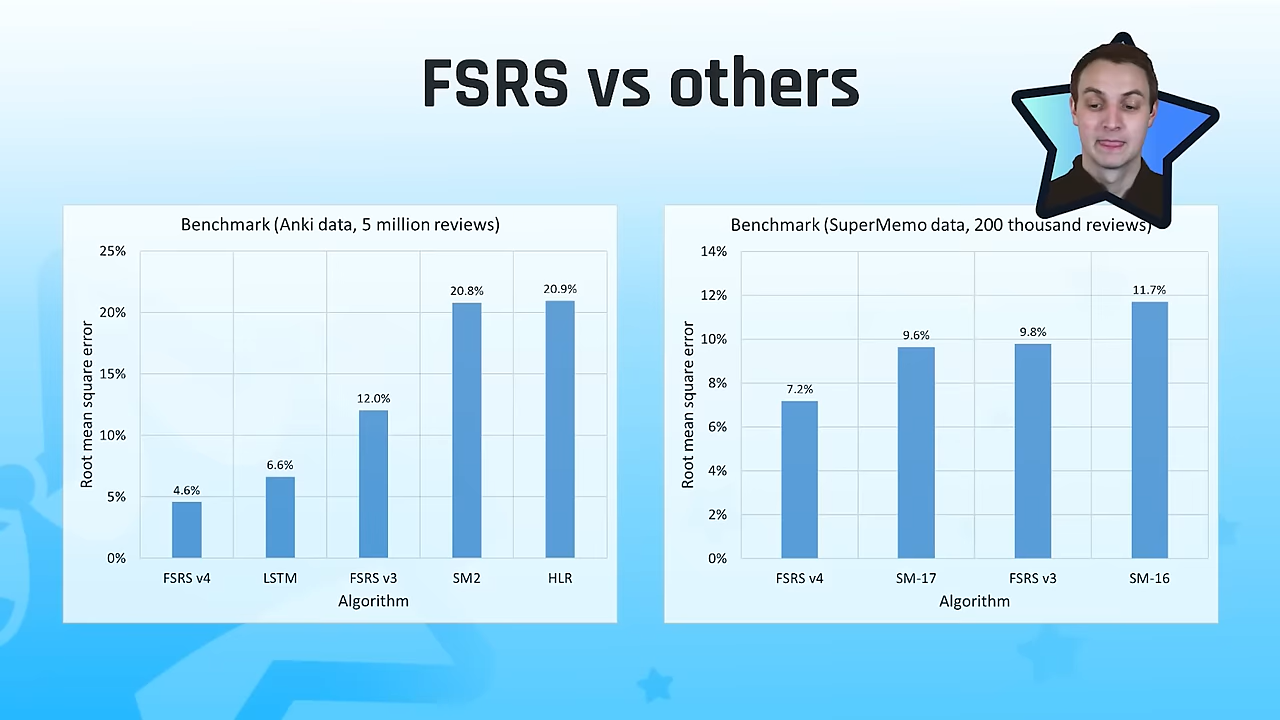 FSRS vs others
Benchmark (Anki data, 5 million reviews)
Root mean square error
25%
20%
15%
10%
5%
0%
4.6%
6.6%
12.0%
20.8%
20.9%
FSRS v4
LSTM
FSRS v3
SM2
HLR
Algorithm
Benchmark (SuperMemo data, 200 thousand reviews)
Root mean square error
14%
12%
10%
8%
6%
4%
2%
0%
7.2%
9.6%
9.8%
11.7%
FSRS v4
SM-17
FSRS v3
SM-16
Algorithm